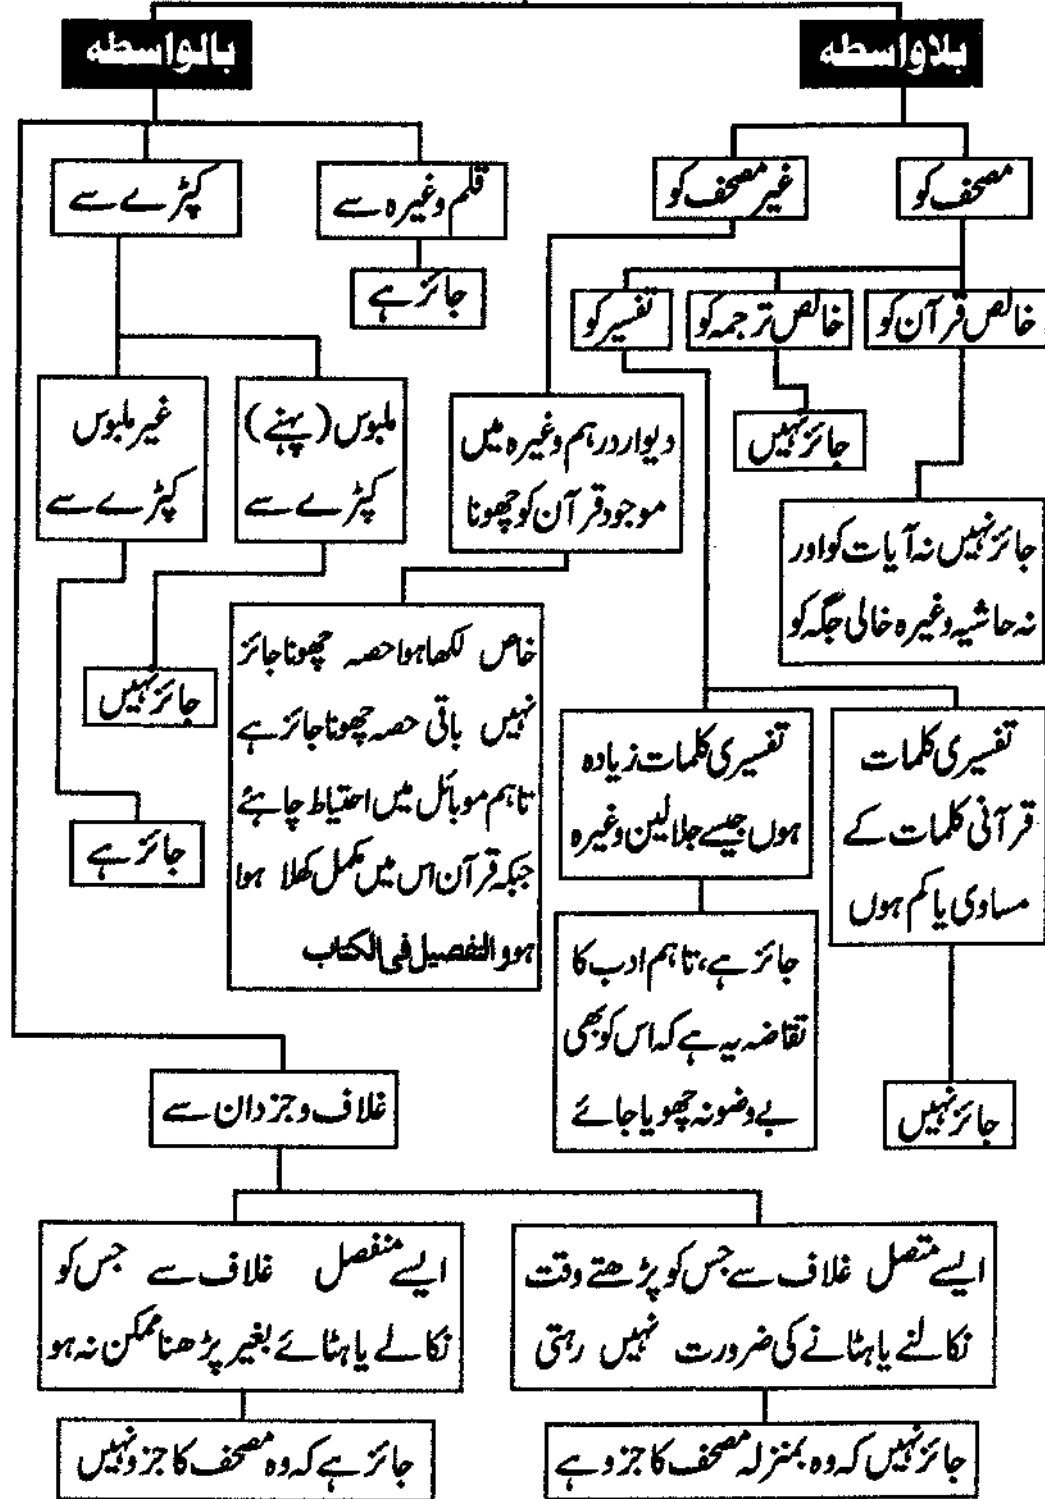 بلاواسطه
بالواسطه
مصحف کو
غیر مصحف کو
قلم وغیرہ سے
کپڑے سے
جائز ہے
خالص قرآن کو
خالص ترجمہ کو
تفسیر کو
جائز نہیں
جائز نہیں نہ آیات کو اور
نہ حاشیہ وغیرہ خالی جگہ کو
دیوار درہم وغیرہ میں
موجود قرآن کو چھونا
ملبوس (پہنے)
کپڑے سے
غیر ملبوس
کپڑے سے
خاص لکھا ہوا حصہ چھونا جائز
نہیں باقی حصہ چھونا جائز ہے
تاہم موبائل میں احتیاط چاہئے
جبکہ قرآن اس میں مکمل کھلا ہوا
ہو والتفصیل فی الکتاب
جائز نہیں
جائز ہے
تفسیری کلمات
قرآنی کلمات کے
مساوی یا کم ہوں
تفسیری کلمات زیادہ
ہوں جیسے جلالین وغیرہ
جائز ہے، تاہم ادب کا
تقاضہ یہ ہے کہ اس کو بھی
بے وضو نہ چھویا جائے
جائز نہیں
غلاف وجزدان سے
ایسے متصل غلاف سے جس کو پڑھتے وقت
نکالنے یا ہٹانے کی ضرورت نہیں رہتی
ایسے منفصل غلاف سے جس کو
نکالے یا ہٹائے بغیر پڑھنا ممکن نہ ہو
جائز نہیں کہ وہ بمنزلہ مصحف کا جزو ہے
جائز ہے کہ وہ مصحف کا جزو نہیں